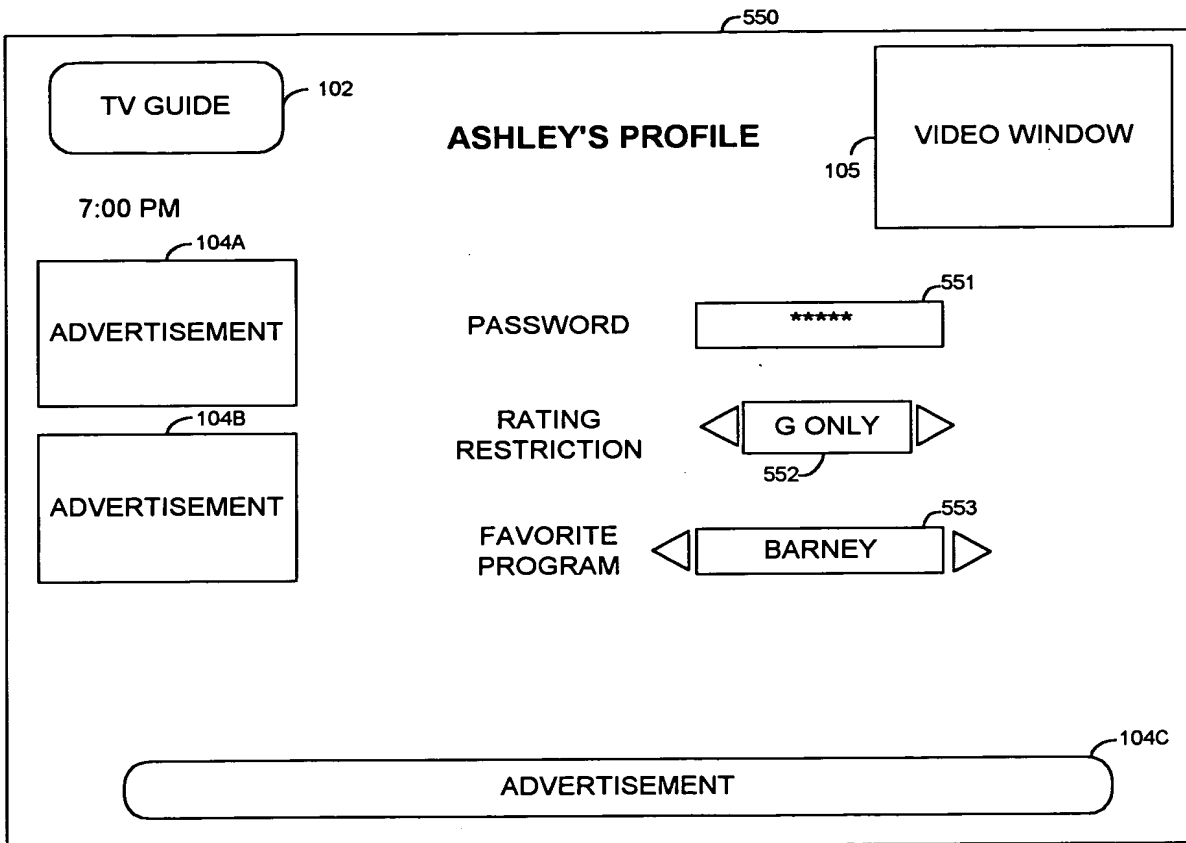 550
TV GUIDE
102
ASHLEY'S PROFILE
VIDEO WINDOW
105
7:00 PM
104A
ADVERTISEMENT
PASSWORD
*****
551
104B
ADVERTISEMENT
RATING
RESTRICTION
G ONLY
552
FAVORITE
PROGRAM
BARNEY
553
104C
ADVERTISEMENT